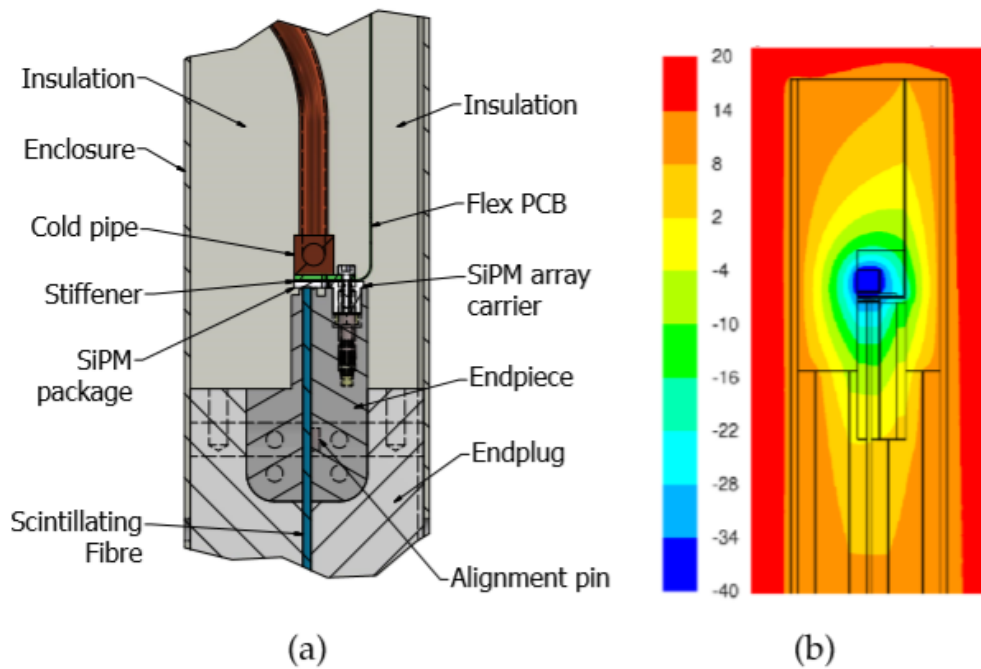 Insulation
Enclosure
Cold pipe
Stiffener
SiPM
package
Scintillating
Fibre
Insulation
Flex PCB
SiPM array
carrier
Endpiece
Endplug
Alignment pin
(a)
20
14
8
2
-4
-10
-16
-22
-28
-34
-40
(b)